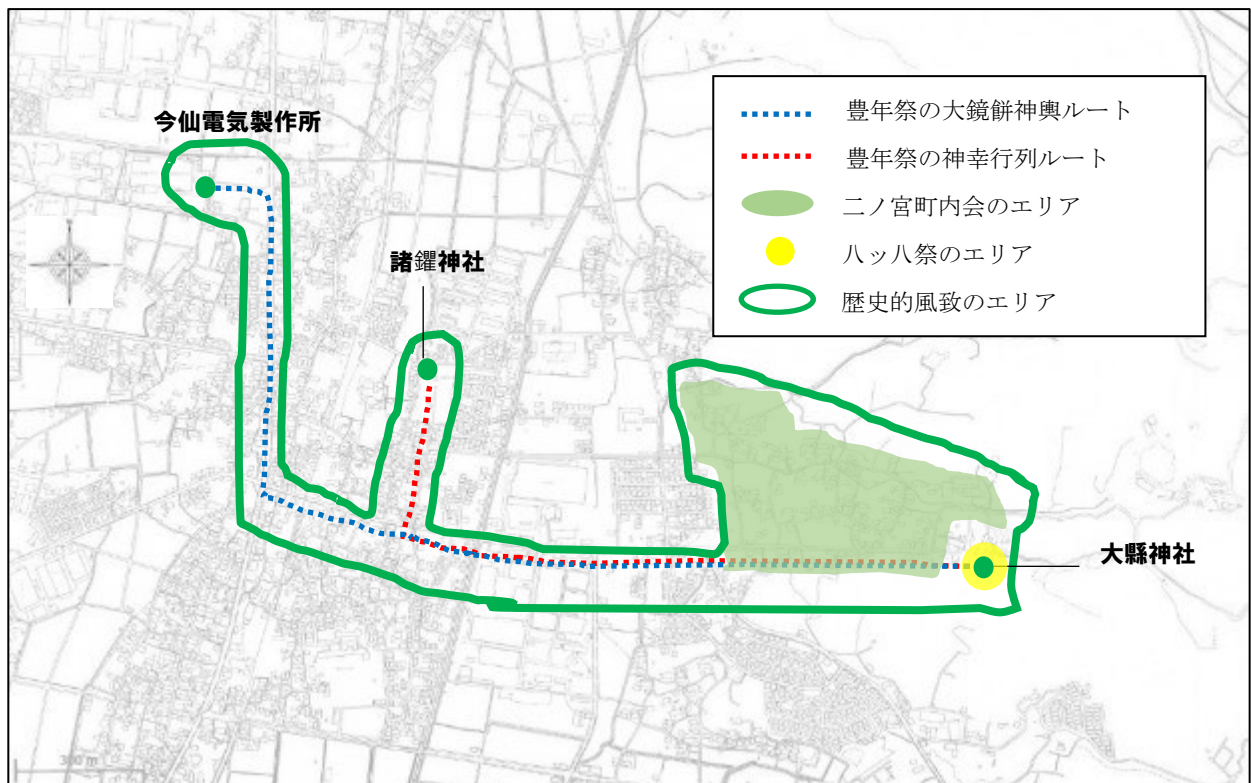 今仙電気製作所
諸鑺神社
豊年祭の大鏡餅神輿ルート
豊年祭の神幸行列ルート
二ノ宮町内会のエリア
八ッ八祭のエリア
歴史的風致のエリア
大縣神社
300 m